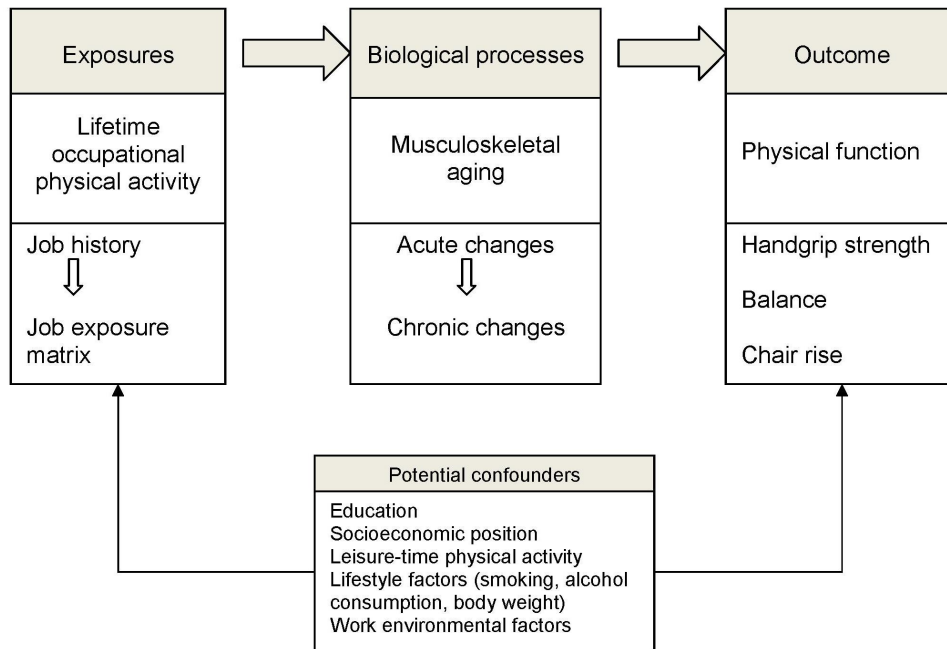 Exposures
Lifetime
occupational
physical activity
Job history
Job exposure
matrix
Biological processes
Musculoskeletal
aging
Acute changes
Chronic changes
Outcome
Physical function
Handgrip strength
Balance
Chair rise
Potential confounders
Education
Socioeconomic position
Leisure-time physical activity
Lifestyle factors (smoking, alcohol
consumption, body weight)
Work environmental factors